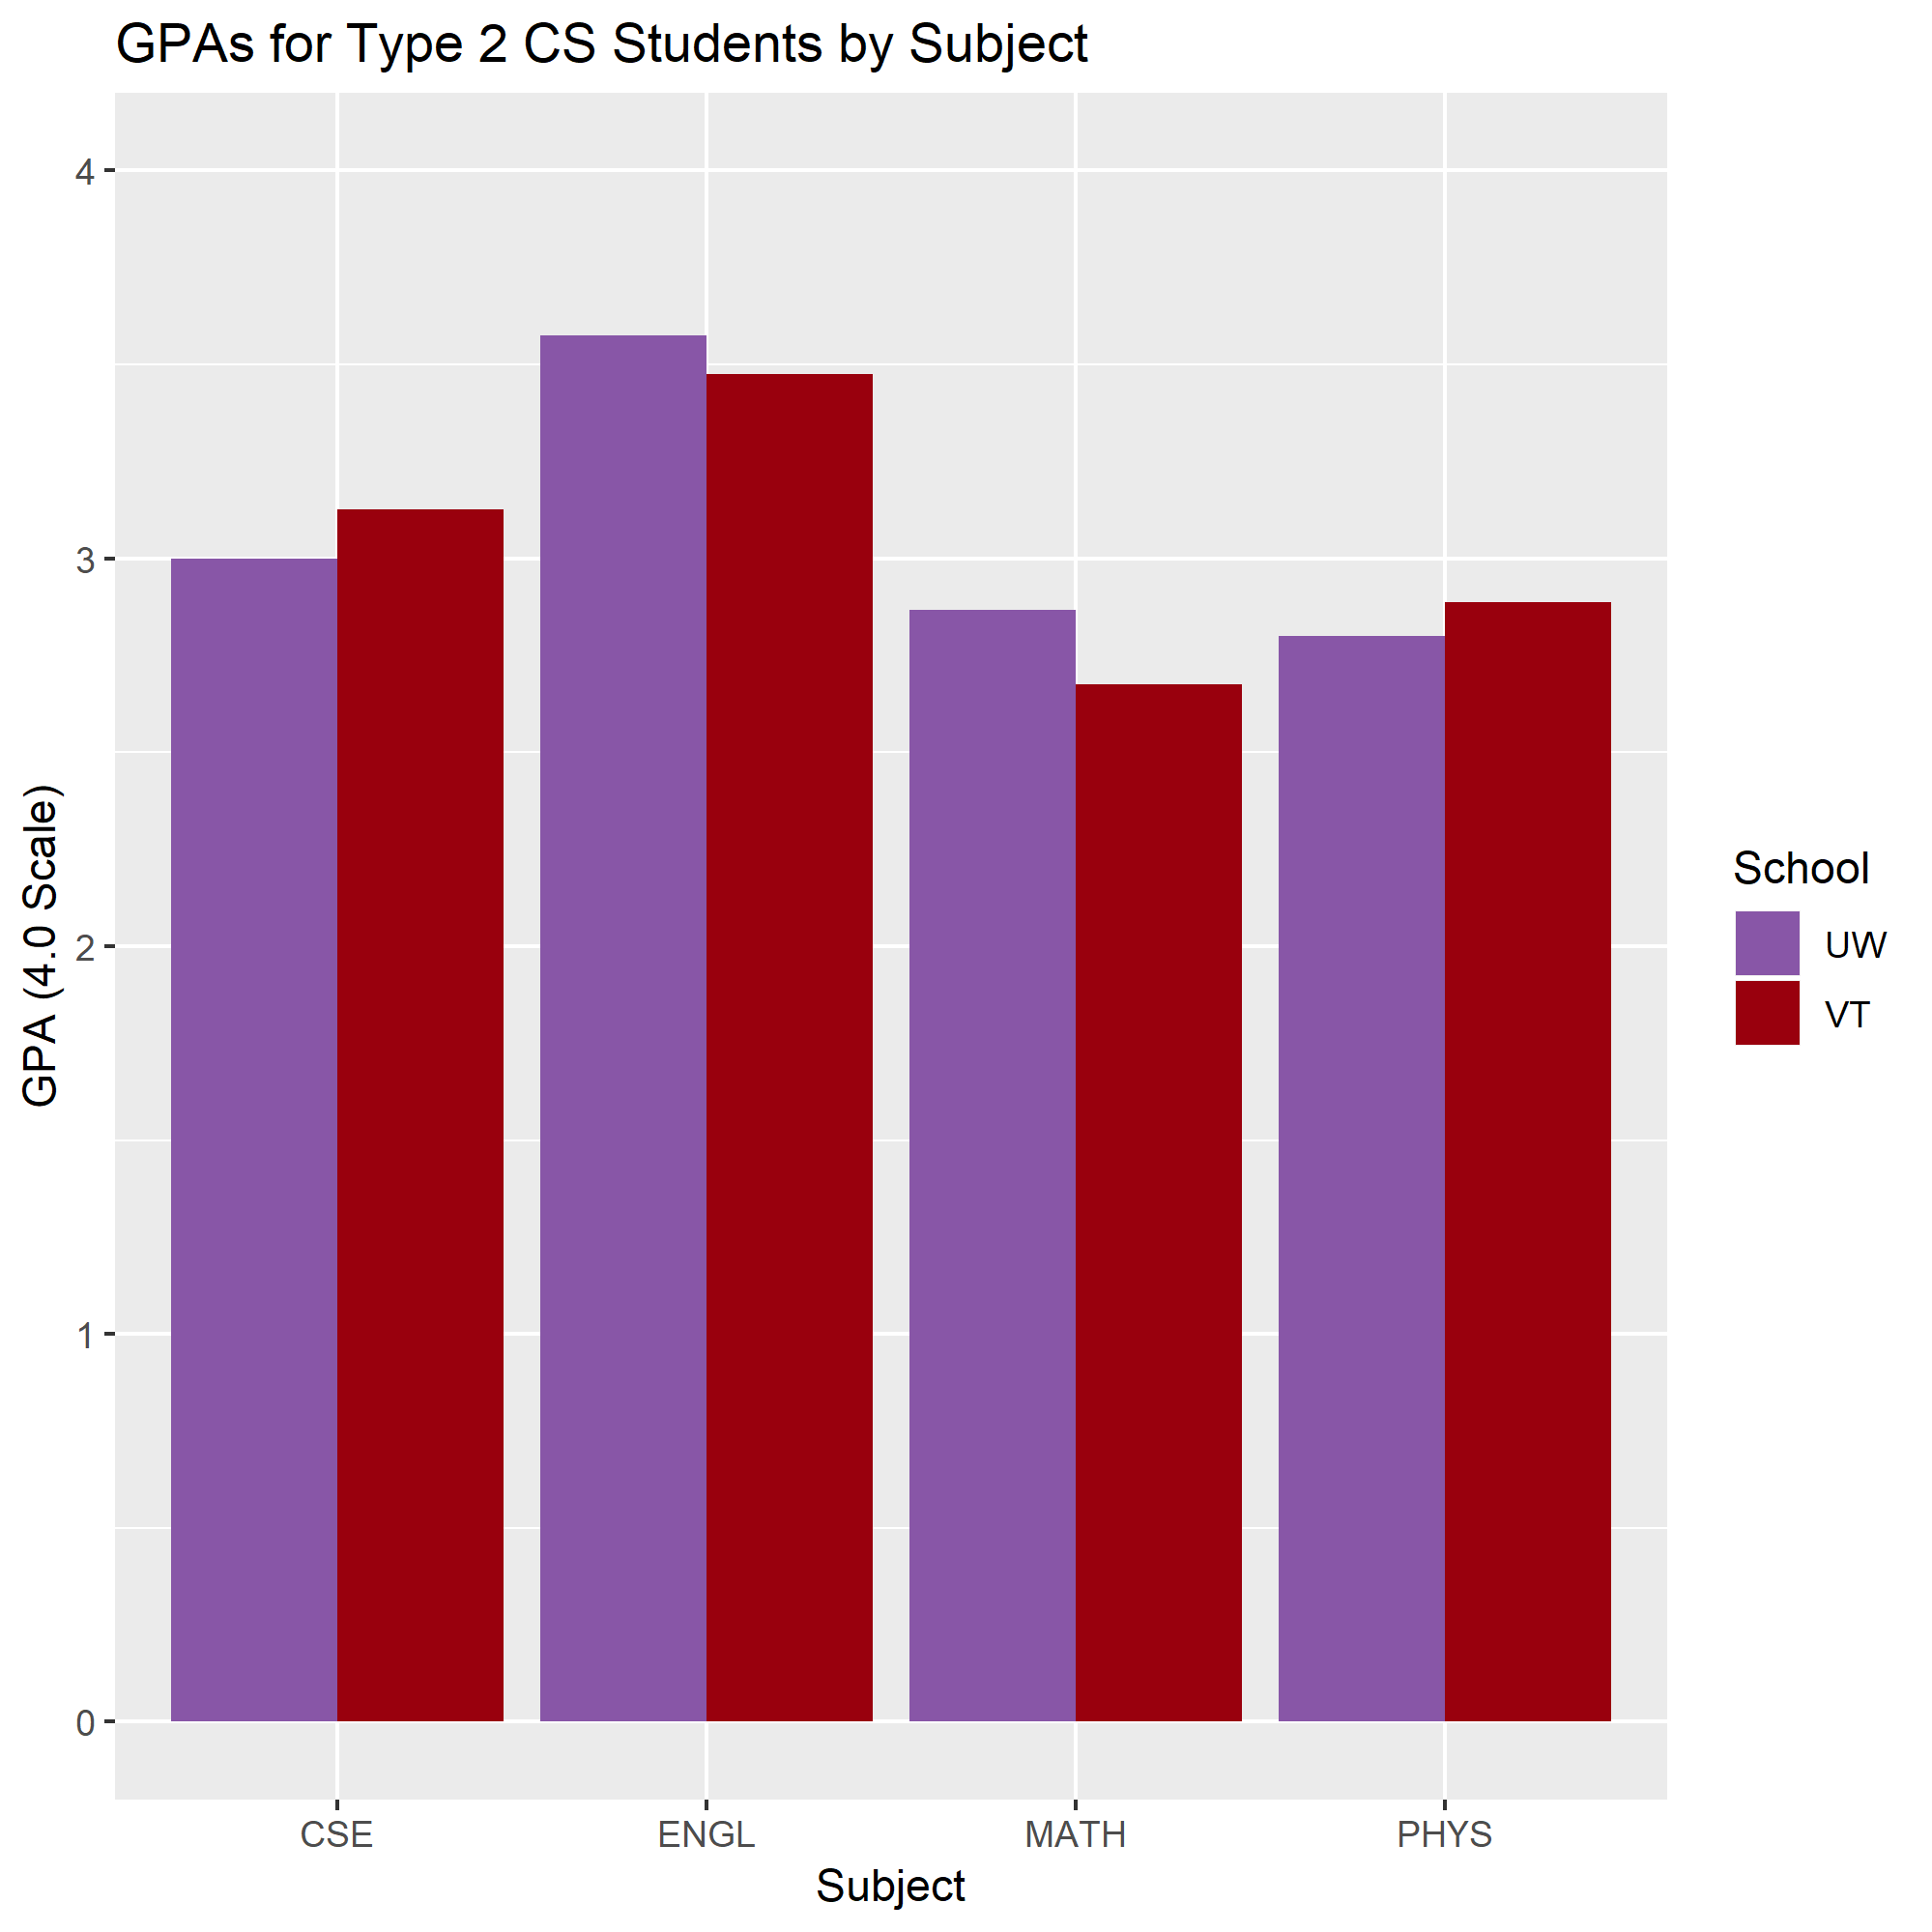 GPAs for Type 2 CS Students by Subject
GPA (4.0 Scale)
4
3
2
1
0
CSE ENGL MATH PHYS
Subject
School
UW
VT